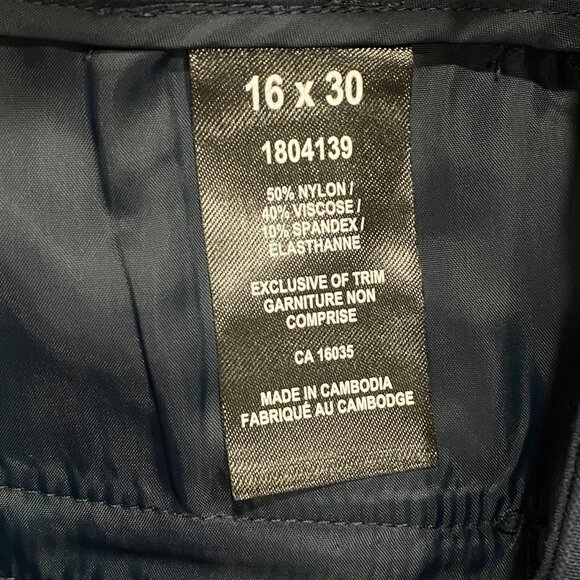 16 x 30
1804139
50% NYLON /
40% VISCOSE /
10% SPANDEX /
ELASTHANNE
EXCLUSIVE OF TRIM
GARNITURE NON
COMPRISE
CA 16035
MADE IN CAMBODIA
FABRIQUÉ AU CAMBODGE